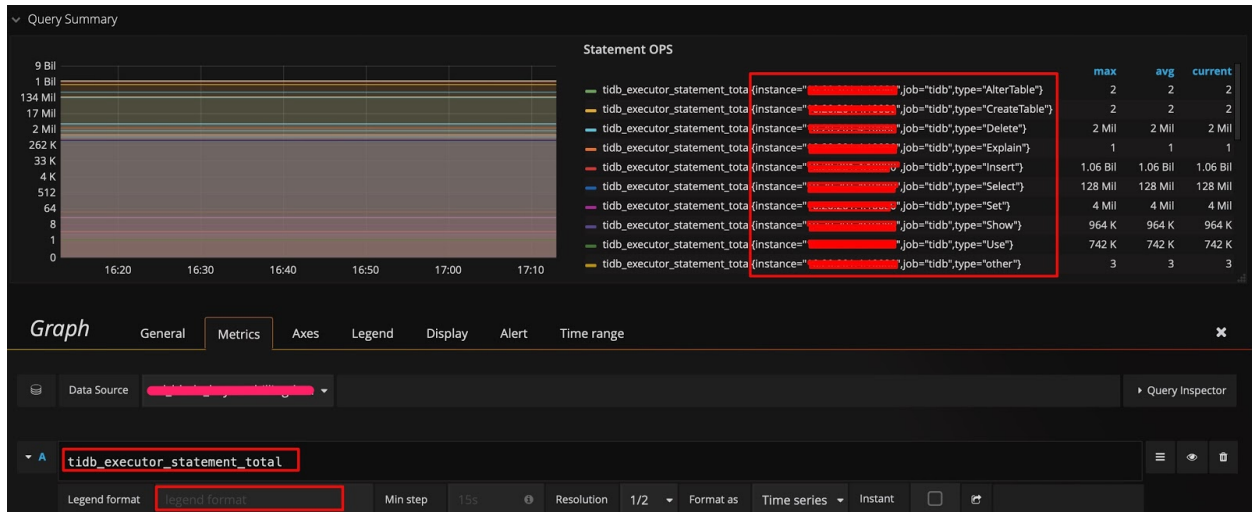 Query Summary
Statement OPS
max avg current
9 Bil
1 Bil
134 Mil
17 Mil
2 Mil
262 K
33 K
4 K
512
64
8
1
0
16:20 16:30 16:40 16:50 17:00 17:10
tidb_executor_statement_tota {instance=" ",job="tidb",type="AlterTable"} 2 2 2
tidb_executor_statement_tota {instance=" ",job="tidb",type="CreateTable"} 2 2 2
tidb_executor_statement_tota {instance=" ",job="tidb",type="Delete"} 2 Mil 2 Mil 2 Mil
tidb_executor_statement_tota {instance=" ",job="tidb",type="Explain"} 1 1 1
tidb_executor_statement_tota {instance=" ",job="tidb",type="Insert"} 1.06 Bil 1.06 Bil 1.06 Bil
tidb_executor_statement_tota {instance=" ",job="tidb",type="Select"} 128 Mil 128 Mil 128 Mil
tidb_executor_statement_tota {instance=" ",job="tidb",type="Set"} 4 Mil 4 Mil 4 Mil
tidb_executor_statement_tota {instance=" ",job="tidb",type="Show"} 964 K 964 K 964 K
tidb_executor_statement_tota {instance=" ",job="tidb",type="Use"} 742 K 742 K 742 K
tidb_executor_statement_tota {instance=" ",job="tidb",type="other"} 3 3 3
Graph General Metrics Axes Legend Display Alert Time range
Data Source Query Inspector
A tidb_executor_statement_total
Legend format legend format Min step 15s Resolution 1/2 Format as Time series Instant